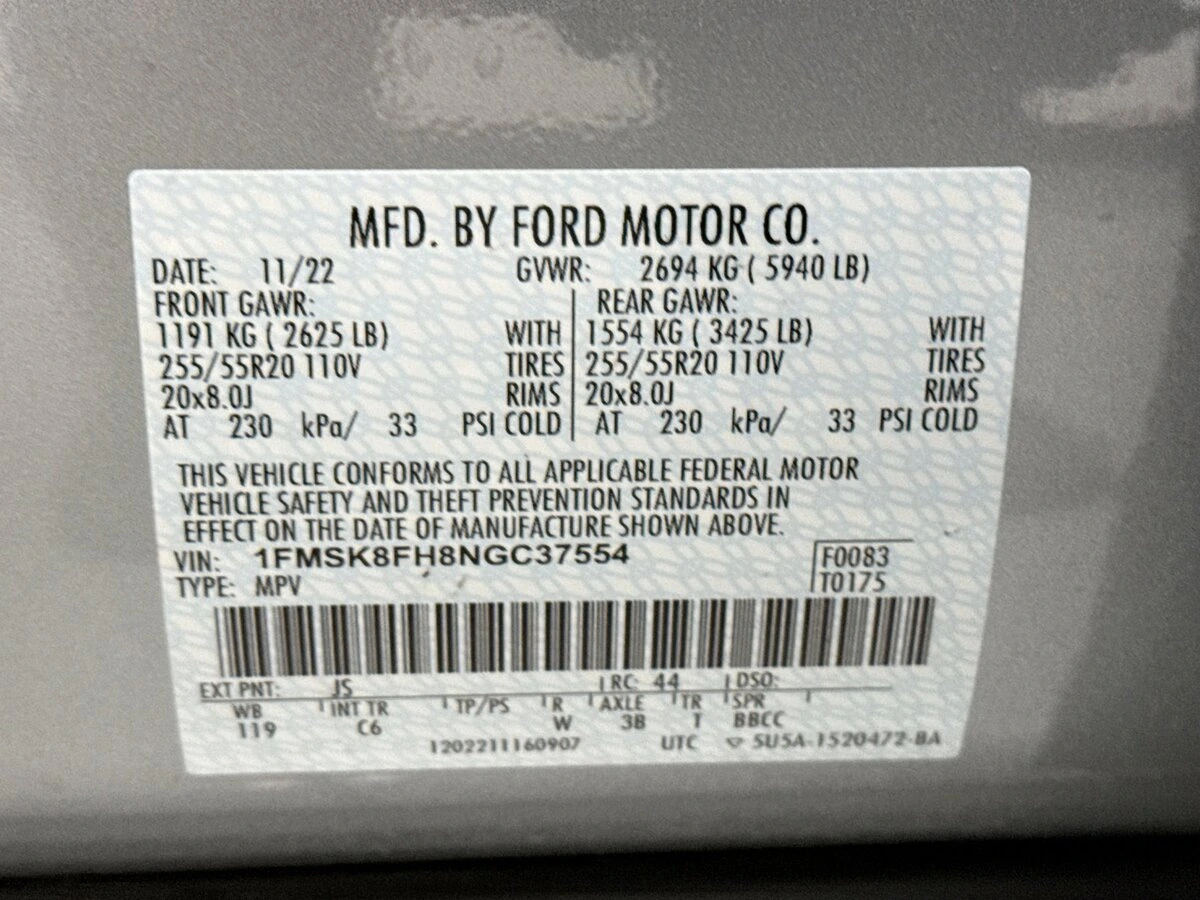 MFD. BY FORD MOTOR CO.
DATE: 11/22 GVWR: 2694 KG ( 5940 LB)
FRONT GAWR: REAR GAWR:
1191 KG ( 2625 LB) WITH 1554 KG ( 3425 LB) WITH
255/55R20 110V TIRES 255/55R20 110V TIRES
20x8.0J RIMS 20x8.0J RIMS
AT 230 kPa/ 33 PSI COLD AT 230 kPa/ 33 PSI COLD
THIS VEHICLE CONFORMS TO ALL APPLICABLE FEDERAL MOTOR
VEHICLE SAFETY AND THEFT PREVENTION STANDARDS IN
EFFECT ON THE DATE OF MANUFACTURE SHOWN ABOVE.
VIN: 1FMSK8FH8NGC37554 F0083
TYPE: MPV T0175
EXT PNT: JS RC: 44 DSO:
WB INT TR TP/PS R AXLE TR SPR
119 C6 W 3B T BBCC
1202211160907 UTC 5U5A-1520472-BA